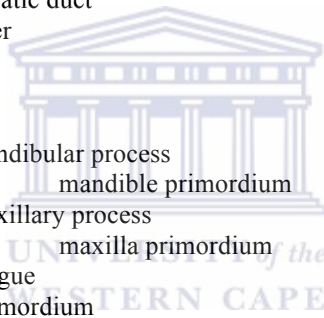 atic duct
er
ndibular process
mandible primordium
xillary process
maxilla primordium
UNIVERSITY of the
gue
WESTERN CAPE
mordium